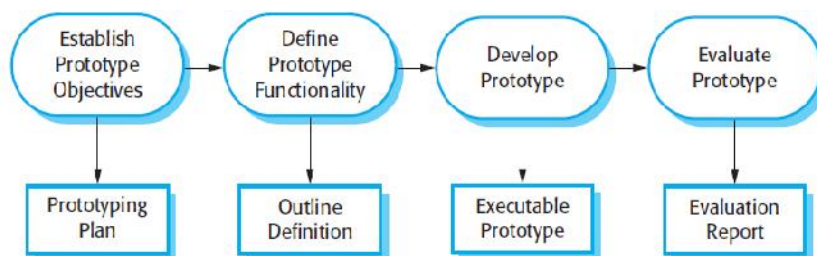 Establish
Prototype
Objectives
Define
Prototype
Functionality
Develop
Prototype
Evaluate
Prototype
Prototyping
Plan
Outline
Definition
Executable
Prototype
Evaluation
Report